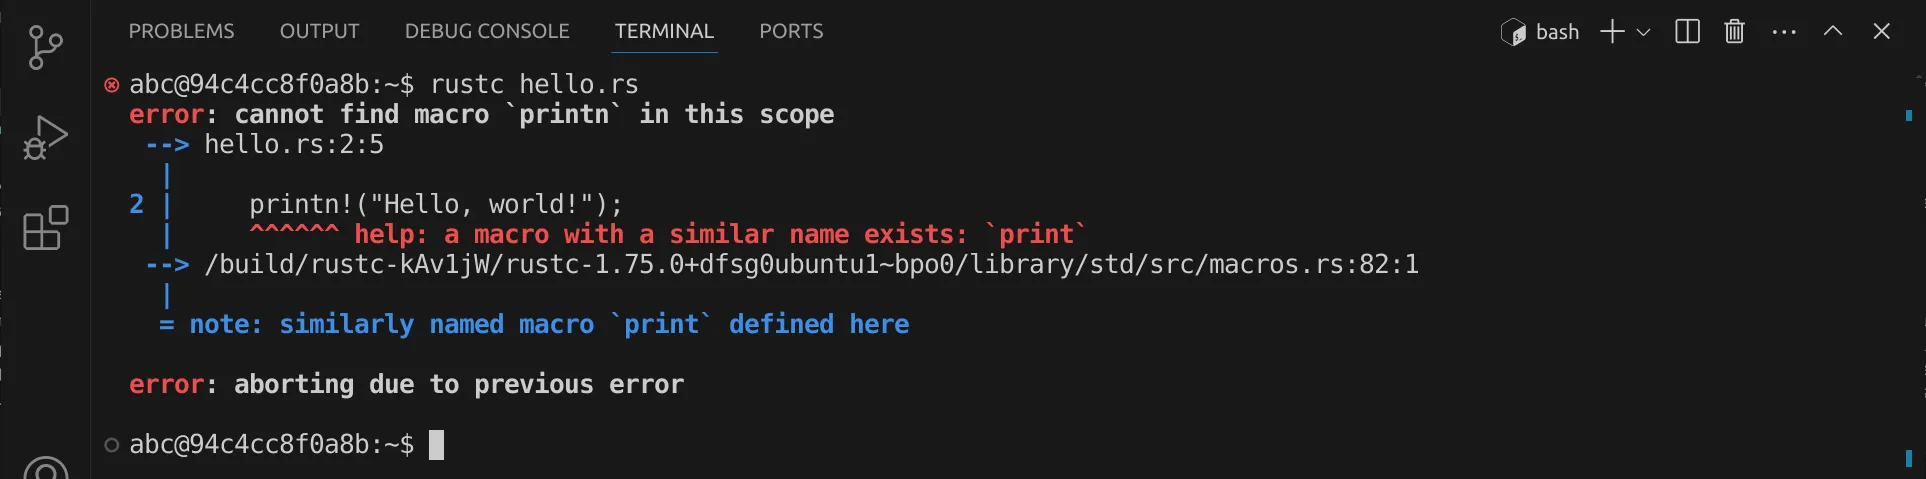 PROBLEMS OUTPUT DEBUG CONSOLE TERMINAL PORTS bash
abc@94c4cc8f0a8b:~$ rustc hello.rs
error: cannot find macro `printn` in this scope
 --> hello.rs:2:5
  |
2 |     printn!("Hello, world!");
  |     ^^^^^^ help: a macro with a similar name exists: `print`
 --> /build/rustc-kAv1jW/rustc-1.75.0+dfsg0ubuntu1~bpo0/library/std/src/macros.rs:82:1
  |
  = note: similarly named macro `print` defined here
error: aborting due to previous error
abc@94c4cc8f0a8b:~$